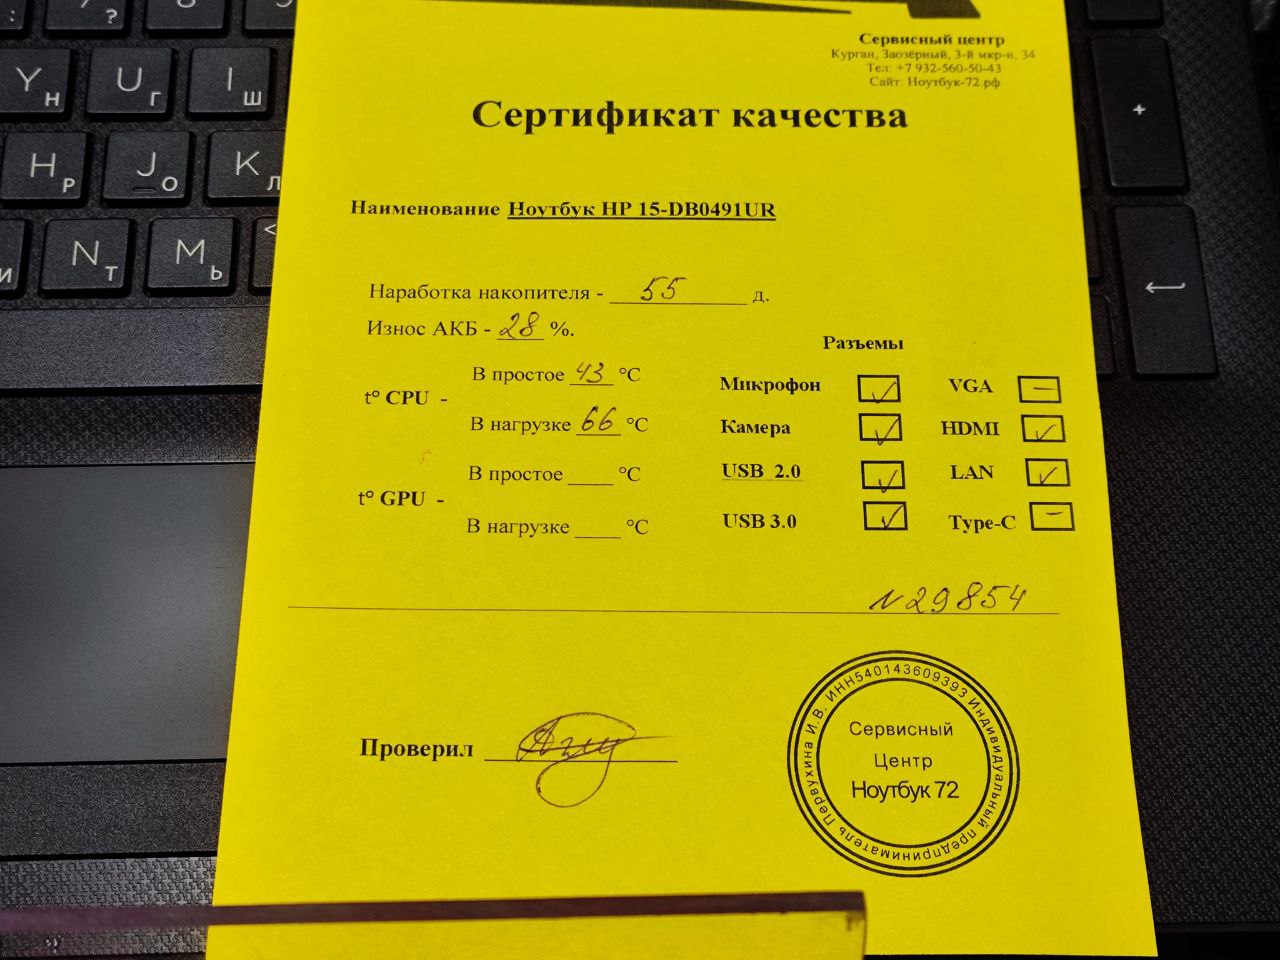 Сервисный центр
Курган, Заозёрный, 3-й мкр-н, 34
Тел: +7 932-560-50-43
Сайт: Ноутбук-72.рф
Сертификат качества
Наименование Ноутбук HP 15-DB0491UR
Наработка накопителя - 55 д.
Износ АКБ - 28 %.
Разъемы
t° CPU -
В простое 43 °C
В нагрузке 66 °C
t° GPU -
В простое ____ °C
В нагрузке ____ °C
Микрофон ✓ VGA —
Камера ✓ HDMI ✓
USB 2.0 ✓ LAN ✓
USB 3.0 ✓ Type-C —
N29854
Проверил
Индивидуальный предприниматель Первухина И.В. ИНН540143609393
Сервисный
Центр
Ноутбук 72
Y Н
U Г
I Ш
H Р
J О
K Л
N Т
M Ь
+